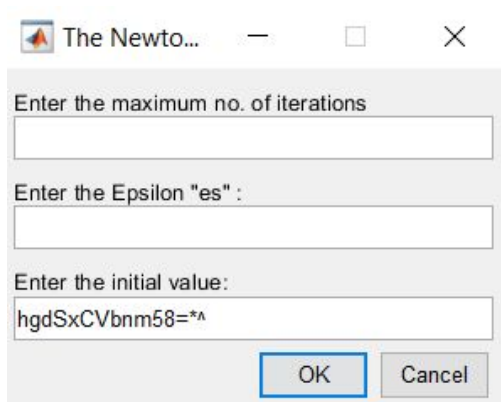 The Newto...
Enter the maximum no. of iterations
Enter the Epsilon "es" :
Enter the initial value:
hgdSxCVbnm58=*^
OK Cancel